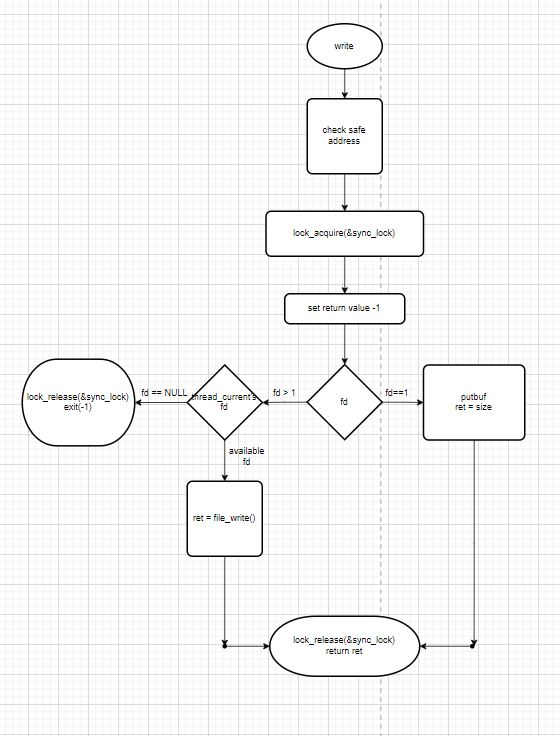 write
check safe
address
lock_acquire(&sync_lock)
set return value -1
fd
fd > 1
fd==1
putbuf
ret = size
thread_current's
fd
fd == NULL
lock_release(&sync_lock)
exit(-1)
available
fd
ret = file_write()
lock_release(&sync_lock)
return ret